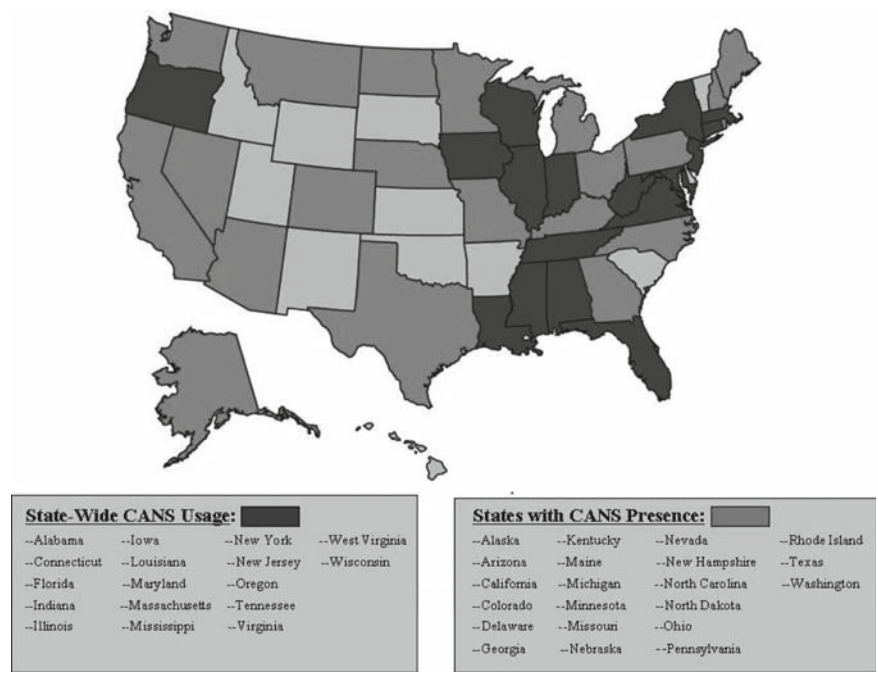 State-Wide CANS Usage:
--Alabama --Iowa --New York --West Virginia
--Connecticut --Louisiana --New Jersey --Wisconsin
--Florida --Maryland --Oregon
--Indiana --Massachusetts --Tennessee
--Illinois --Mississippi --Virginia
States with CANS Presence:
--Alaska --Kentucky --Nevada --Rhode Island
--Arizona --Maine --New Hampshire --Texas
--California --Michigan --North Carolina --Washington
--Colorado --Minnesota --North Dakota
--Delaware --Missouri --Ohio
--Georgia --Nebraska --Pennsylvania